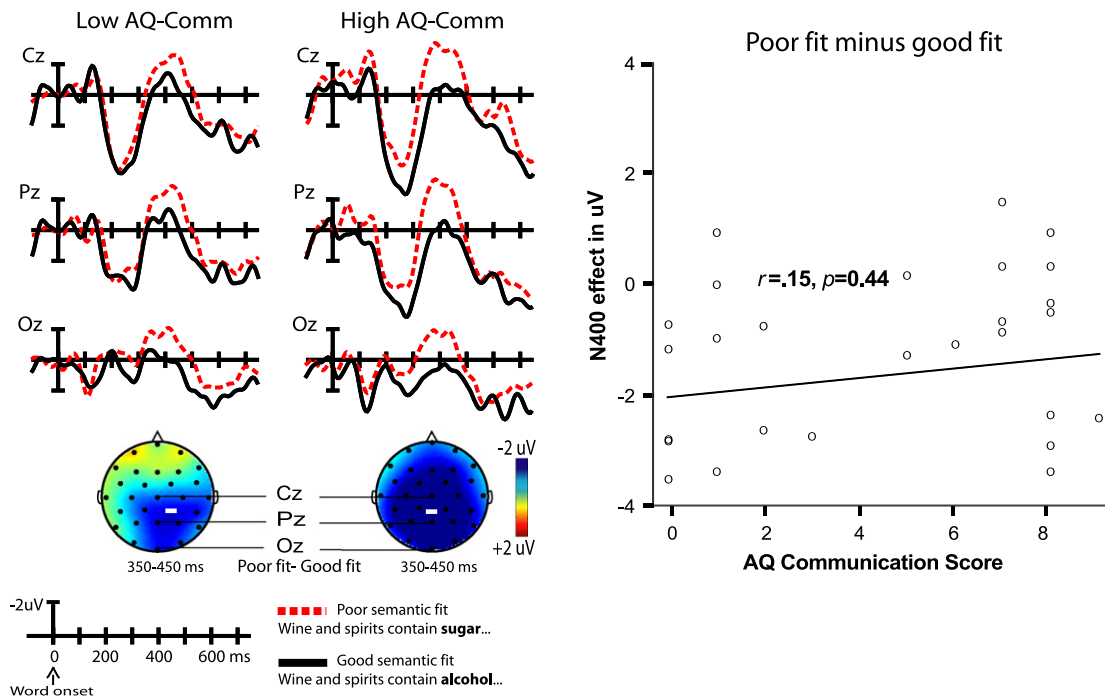 Low AQ-Comm
High AQ-Comm
Cz
Cz
Pz
Pz
Oz
Oz
-2 uV
+2 uV
Cz
Pz
Oz
350-450 ms
Poor fit- Good fit
350-450 ms
-2uV
0
200
400
600 ms
Word onset
Poor semantic fit
Wine and spirits contain sugar...
Good semantic fit
Wine and spirits contain alcohol...
Poor fit minus good fit
N400 effect in uV
4
2
0
-2
-4
r=.15, p=0.44
0
2
4
6
8
AQ Communication Score